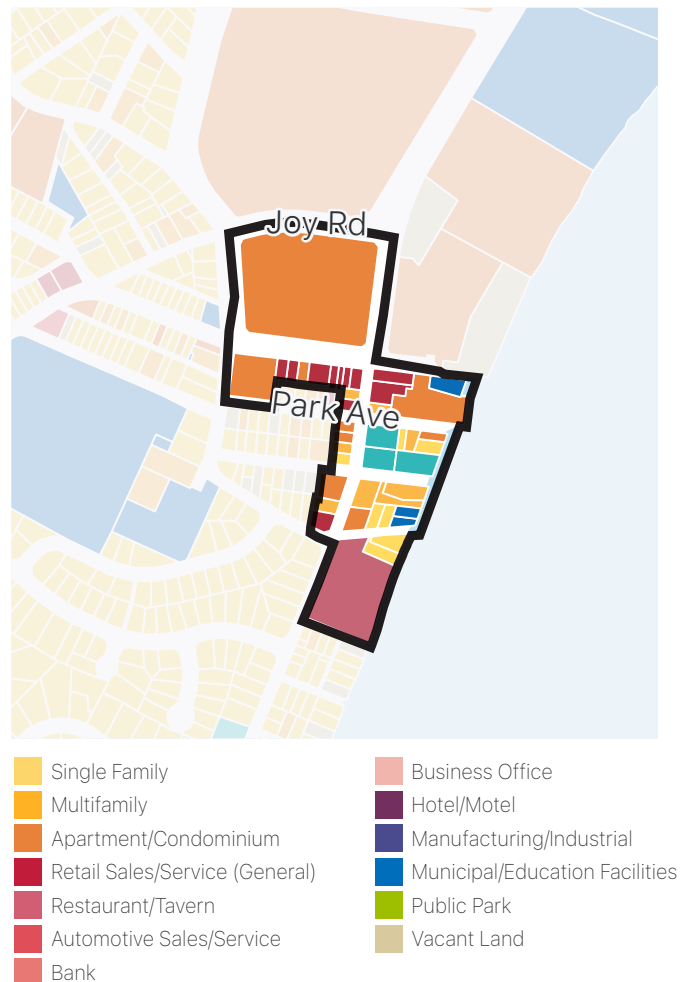 Joy Rd
Park Ave
Single Family
Multifamily
Apartment/Condominium
Retail Sales/Service (General)
Restaurant/Tavern
Automotive Sales/Service
Bank
Business Office
Hotel/Motel
Manufacturing/Industrial
Municipal/Education Facilities
Public Park
Vacant Land